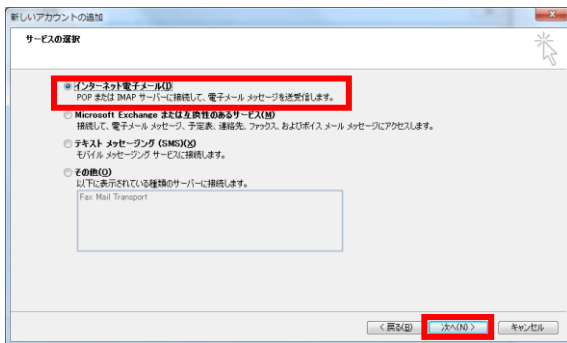 新しいアカウントの追加
サービスの選択
インターネット電子メール(I)
POP または IMAP サーバーに接続して、電子メール メッセージを送受信します。
Microsoft Exchange または互換性のあるサービス(M)
接続して、電子メール メッセージ、予定表、連絡先、ファックス、およびボイス メール メッセージにアクセスします。
テキスト メッセージング (SMS)(X)
モバイル メッセージング サービスに接続します。
その他(O)
以下に表示されている種類のサーバーに接続します。
Fax Mail Transport
< 戻る(B) 次へ(N) > キャンセル